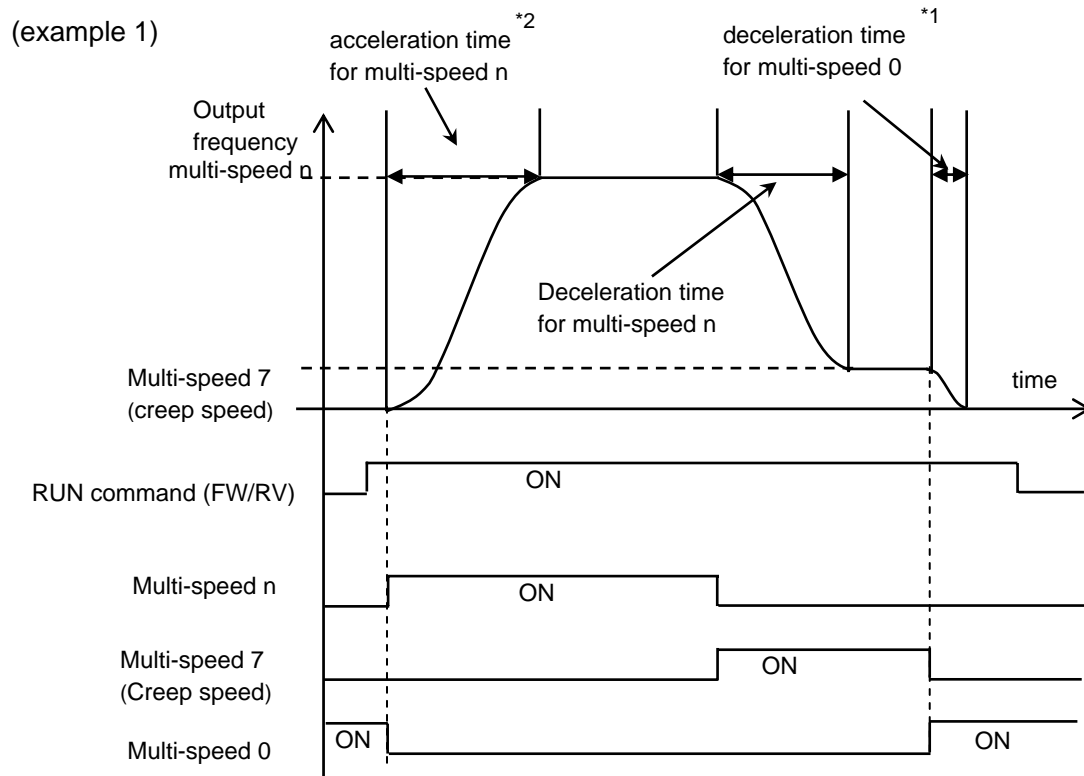 (example 1)
acceleration time *2
for multi-speed n
deceleration time *1
for multi-speed 0
Output
frequency
multi-speed n
Deceleration time
for multi-speed n
Multi-speed 7
(creep speed)
time
RUN command (FW/RV)
ON
Multi-speed n
ON
Multi-speed 7
(Creep speed)
ON
Multi-speed 0
ON
ON